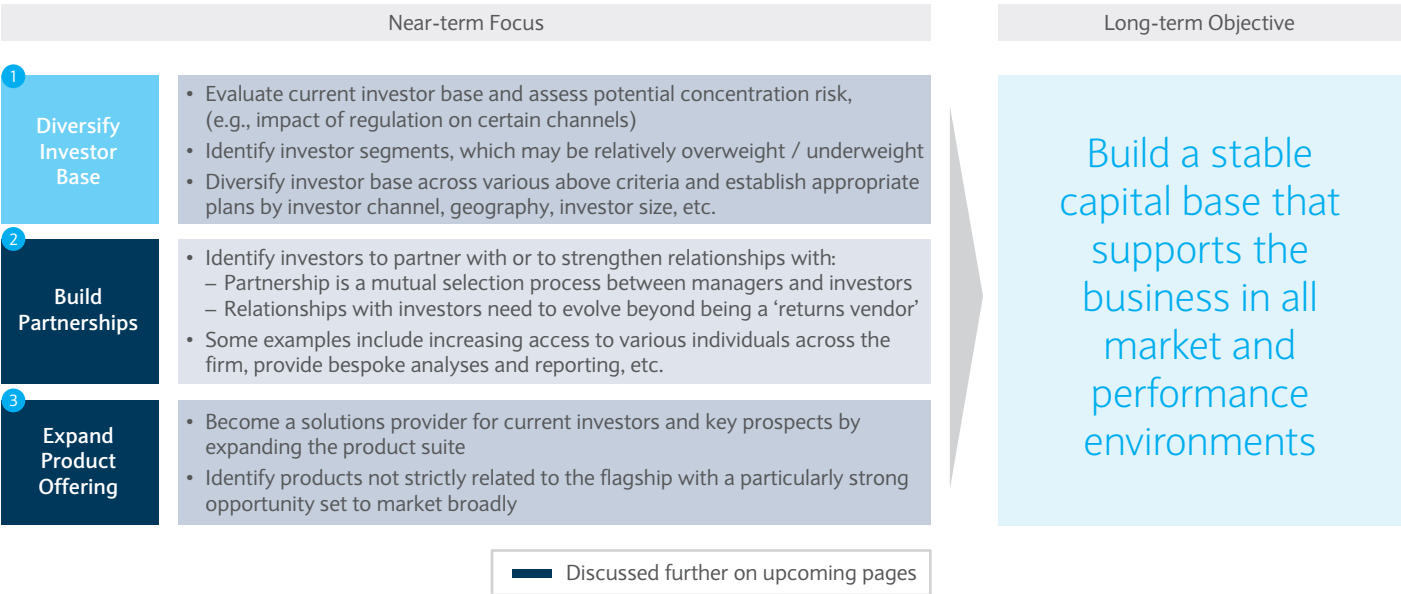 Near-term Focus
Long-term Objective
1
Diversify
Investor
Base
• Evaluate current investor base and assess potential concentration risk,
(e.g., impact of regulation on certain channels)
• Identify investor segments, which may be relatively overweight / underweight
• Diversify investor base across various above criteria and establish appropriate
plans by investor channel, geography, investor size, etc.
2
Build
Partnerships
• Identify investors to partner with or to strengthen relationships with:
– Partnership is a mutual selection process between managers and investors
– Relationships with investors need to evolve beyond being a ‘returns vendor’
• Some examples include increasing access to various individuals across the
firm, provide bespoke analyses and reporting, etc.
3
Expand
Product
Offering
• Become a solutions provider for current investors and key prospects by
expanding the product suite
• Identify products not strictly related to the flagship with a particularly strong
opportunity set to market broadly
Build a stable
capital base that
supports the
business in all
market and
performance
environments
Discussed further on upcoming pages